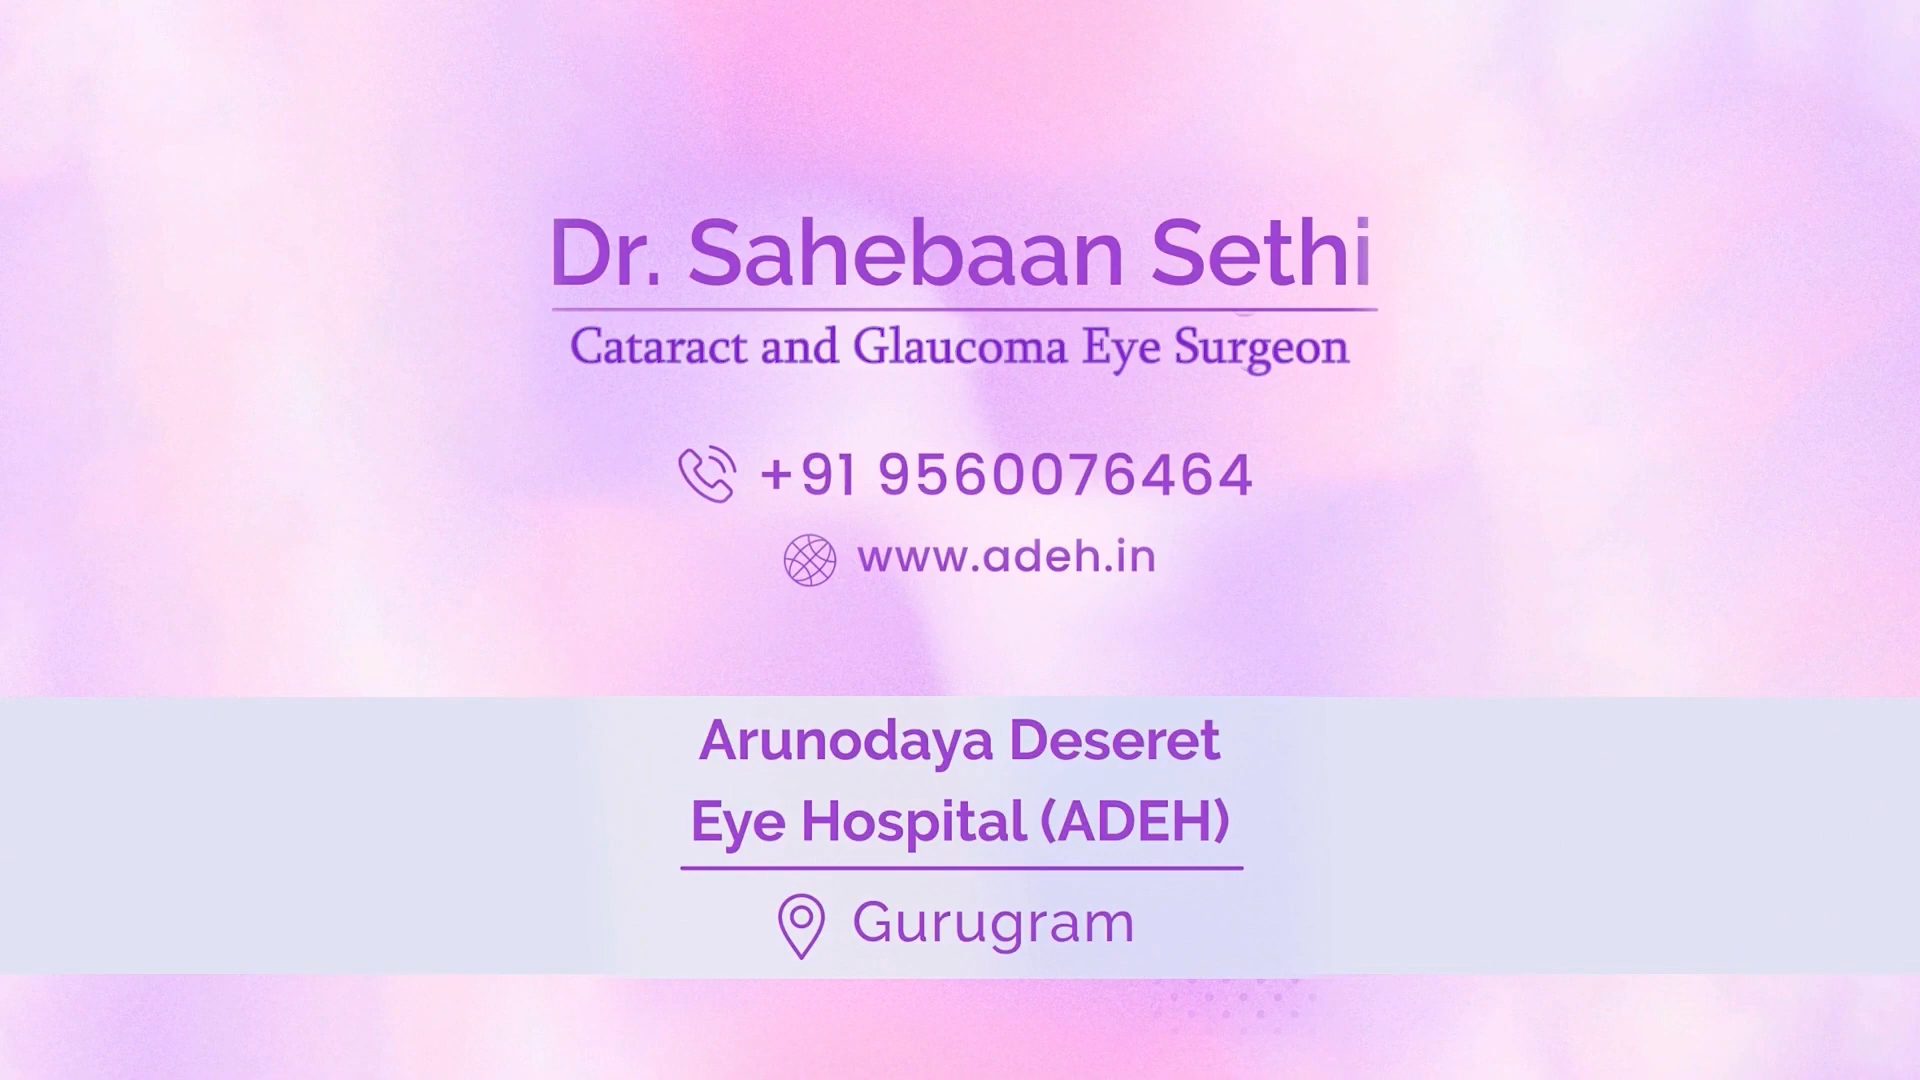 Dr. Sahebaan Sethi
Cataract and Glaucoma Eye Surgeon
+91 9560076464
www.adeh.in
Arunodaya Deseret
Eye Hospital (ADEH)
Gurugram